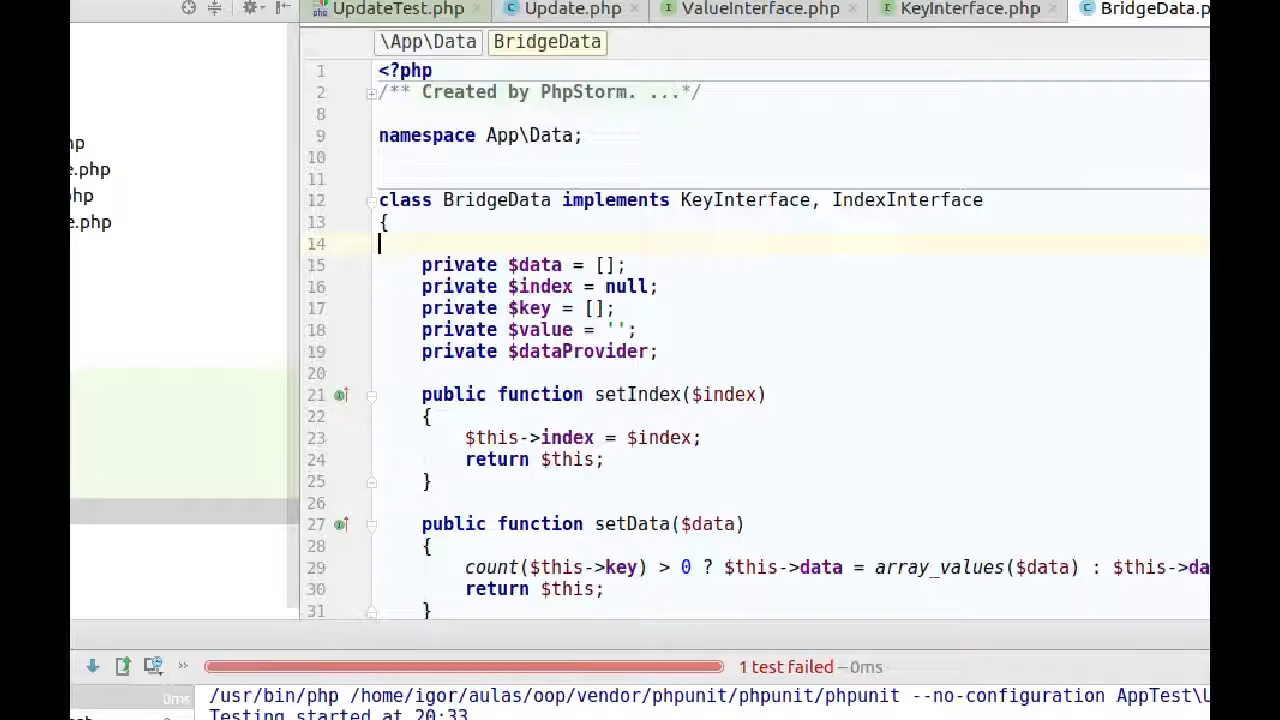 UpdateTest.php Update.php ValueInterface.php KeyInterface.php BridgeData.p
\App\Data BridgeData
1 <?php
2 /** Created by PhpStorm. ...*/
8
9 namespace App\Data;
10
11
12 class BridgeData implements KeyInterface, IndexInterface
13 {
14
15 private $data = [];
16 private $index = null;
17 private $key = [];
18 private $value = '';
19 private $dataProvider;
20
21 public function setIndex($index)
22 {
23 $this->index = $index;
24 return $this;
25 }
26
27 public function setData($data)
28 {
29 count($this->key) > 0 ? $this->data = array_values($data) : $this->da
30 return $this;
31 }
p
e.php
hp
e.php
1 test failed – 0ms
0ms
/usr/bin/php /home/igor/aulas/oop/vendor/phpunit/phpunit/phpunit --no-configuration AppTest\U
Testing started at 20:33